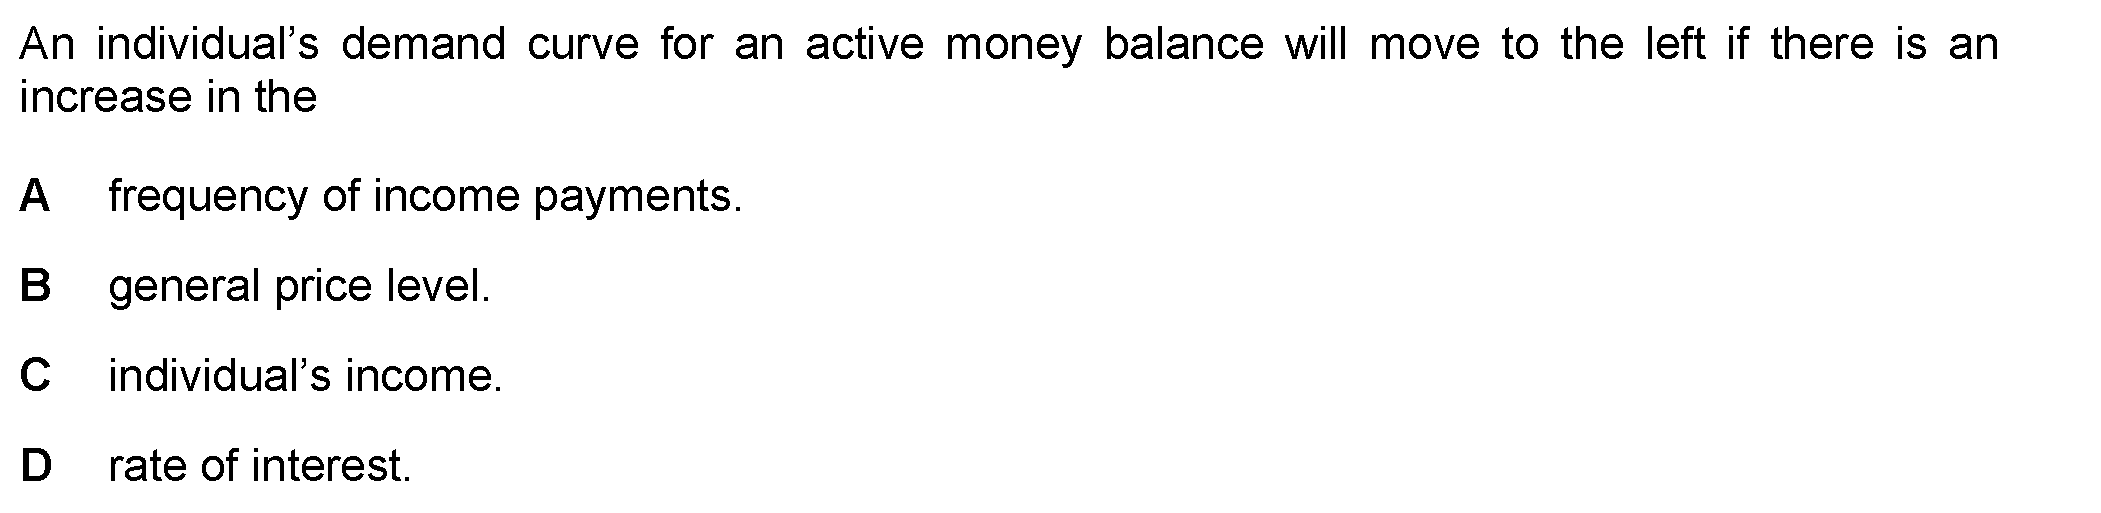 An individual’s demand curve for an active money balance will move to the left if there is an
increase in the
A frequency of income payments.
B general price level.
C individual’s income.
D rate of interest.